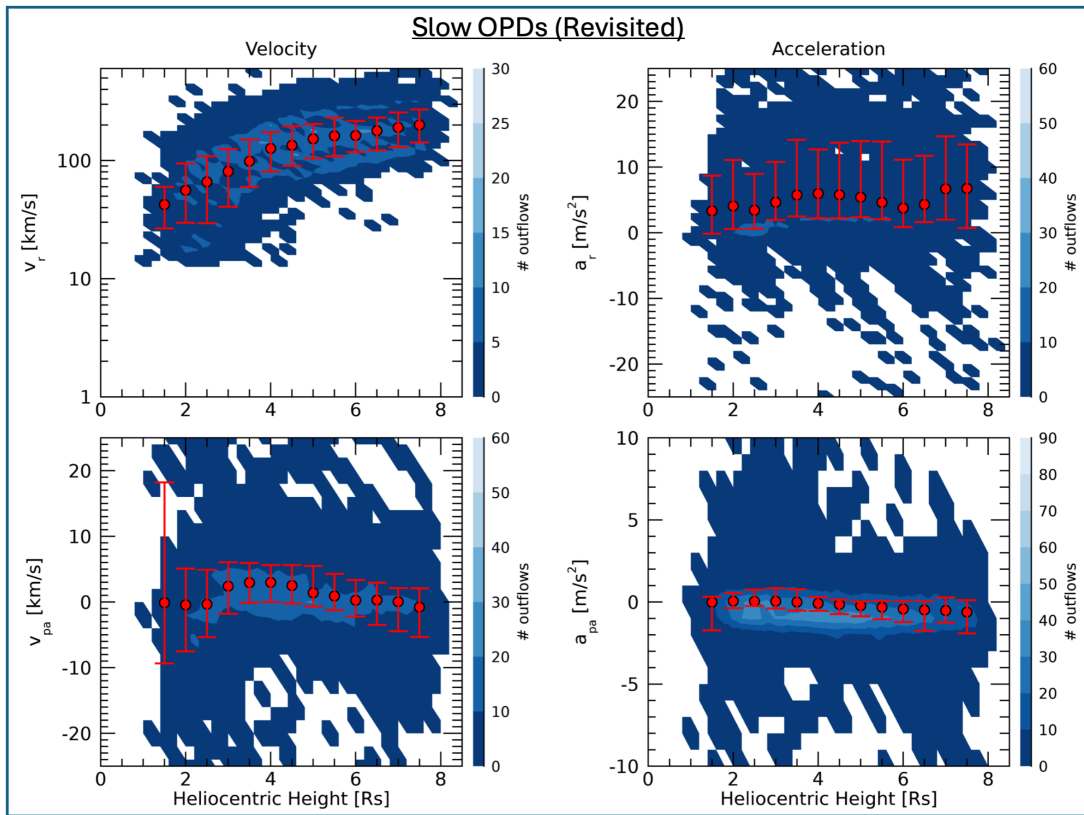 Slow OPDs (Revisited)
Velocity
Acceleration
v_r [km/s]
100
10
1
0 2 4 6 8
30
25
20
15
10
5
0
# outflows
a_r [m/s²]
20
10
0
-10
-20
0 2 4 6 8
60
50
40
30
20
10
0
# outflows
v_pa [km/s]
20
10
0
-10
-20
0 2 4 6 8
Heliocentric Height [Rs]
60
50
40
30
20
10
0
# outflows
a_pa [m/s²]
10
5
0
-5
-10
0 2 4 6 8
Heliocentric Height [Rs]
90
80
70
60
50
40
30
20
10
0
# outflows